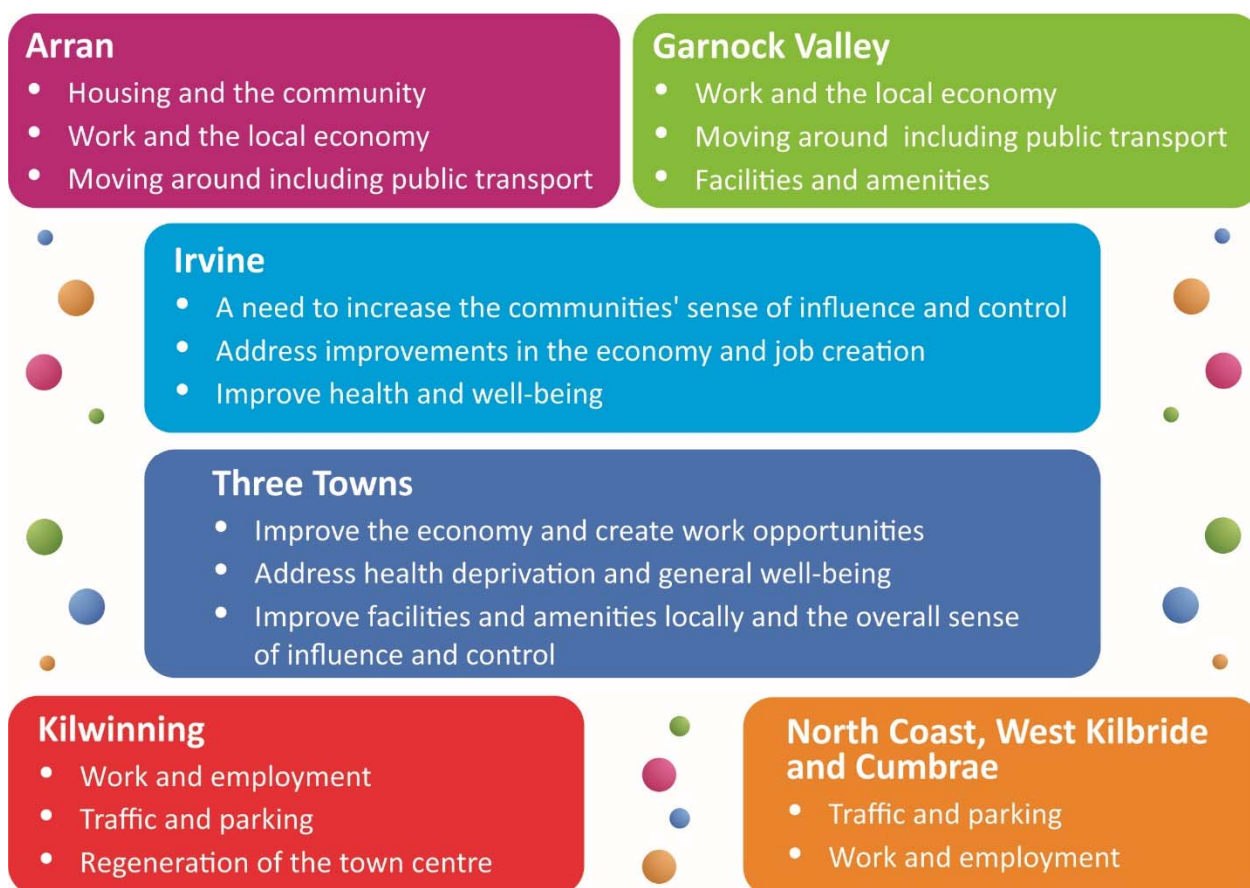 Arran
• Housing and the community
• Work and the local economy
• Moving around including public transport
Garnock Valley
• Work and the local economy
• Moving around  including public transport
• Facilities and amenities
Irvine
• A need to increase the communities' sense of influence and control
• Address improvements in the economy and job creation
• Improve health and well-being
Three Towns
• Improve the economy and create work opportunities
• Address health deprivation and general well-being
• Improve facilities and amenities locally and the overall sense
of influence and control
Kilwinning
• Work and employment
• Traffic and parking
• Regeneration of the town centre
North Coast, West Kilbride
and Cumbrae
• Traffic and parking
• Work and employment